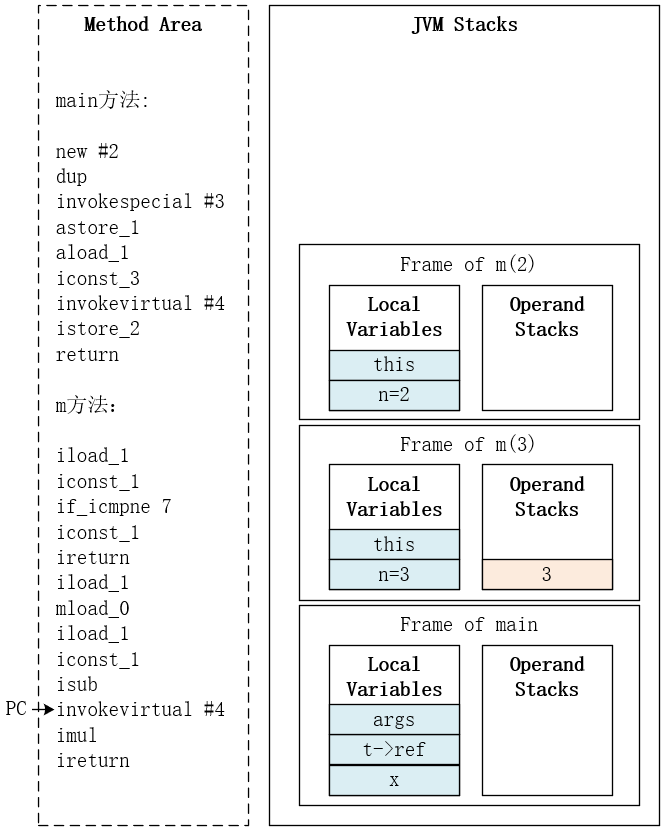 Method Area
main方法:
new #2
dup
invokespecial #3
astore_1
aload_1
iconst_3
invokevirtual #4
istore_2
return
m方法：
iload_1
iconst_1
if_icmpne 7
iconst_1
ireturn
iload_1
mload_0
iload_1
iconst_1
isub
PC
invokevirtual #4
imul
ireturn
JVM Stacks
Frame of m(2)
Local
Variables
this
n=2
Operand
Stacks
Frame of m(3)
Local
Variables
this
n=3
Operand
Stacks
3
Frame of main
Local
Variables
args
t->ref
x
Operand
Stacks